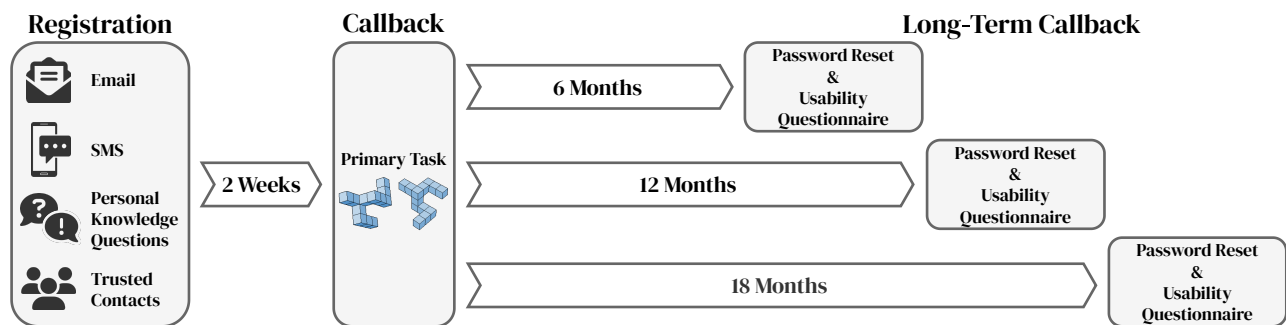 Registration
Email
SMS
Personal
Knowledge
Questions
Trusted
Contacts
2 Weeks
Callback
Primary Task
Long-Term Callback
6 Months
Password Reset
&
Usability
Questionnaire
12 Months
Password Reset
&
Usability
Questionnaire
18 Months
Password Reset
&
Usability
Questionnaire